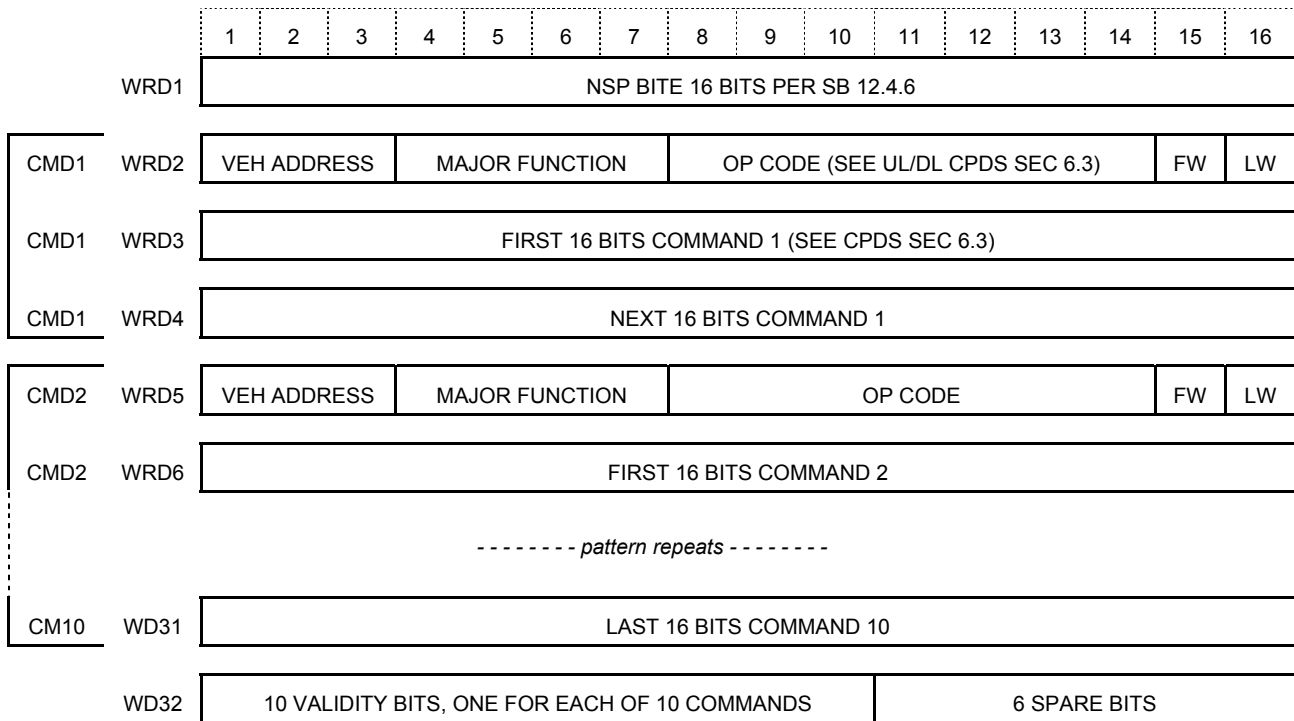 1 2 3 4 5 6 7 8 9 10 11 12 13 14 15 16
WRD1 NSP BITE 16 BITS PER SB 12.4.6
CMD1 WRD2 VEH ADDRESS MAJOR FUNCTION OP CODE (SEE UL/DL CPDS SEC 6.3) FW LW
CMD1 WRD3 FIRST 16 BITS COMMAND 1 (SEE CPDS SEC 6.3)
CMD1 WRD4 NEXT 16 BITS COMMAND 1
CMD2 WRD5 VEH ADDRESS MAJOR FUNCTION OP CODE FW LW
CMD2 WRD6 FIRST 16 BITS COMMAND 2
- - - - - - - - pattern repeats - - - - - - - -
CM10 WD31 LAST 16 BITS COMMAND 10
WD32 10 VALIDITY BITS, ONE FOR EACH OF 10 COMMANDS 6 SPARE BITS